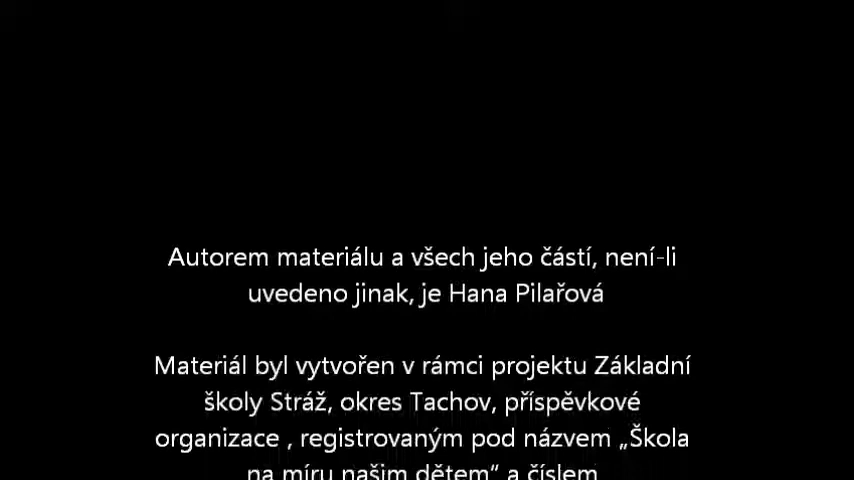 Autorem materiálu a všech jeho částí, není-li
uvedeno jinak, je Hana Pilařová
Materiál byl vytvořen v rámci projektu Základní
školy Stráž, okres Tachov, příspěvkové
organizace , registrovaným pod názvem „Škola
na míru našim dětem“ a číslem